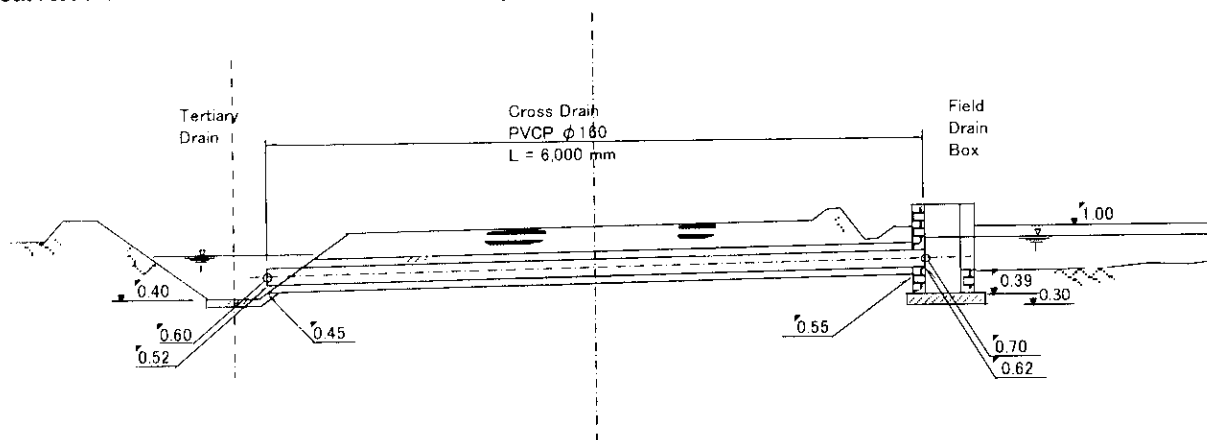 Tertiary
Drain
Cross Drain
PVCP φ 160
L = 6,000 mm
Field
Drain
Box
1.00
0.40
0.39
0.30
0.60
0.45
0.55
0.52
0.70
0.62